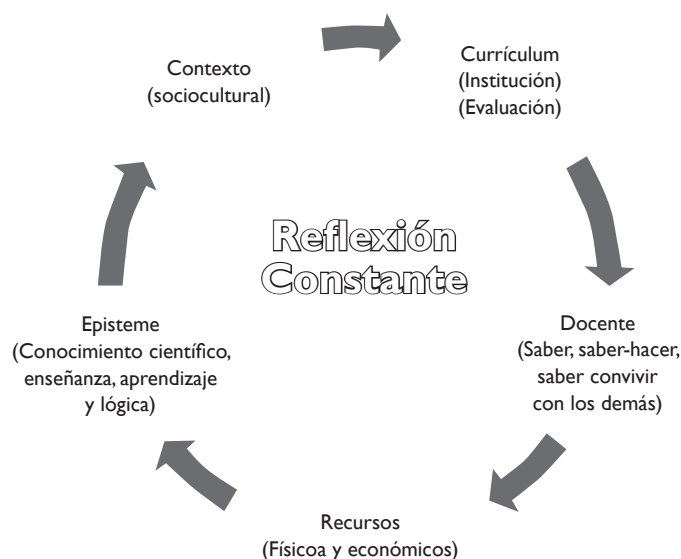 Contexto
(sociocultural)
Currículum
(Institución)
(Evaluación)
Reflexión
Constante
Episteme
(Conocimiento científico,
enseñanza, aprendizaje
y lógica)
Docente
(Saber, saber-hacer,
saber convivir
con los demás)
Recursos
(Físicoa y económicos)